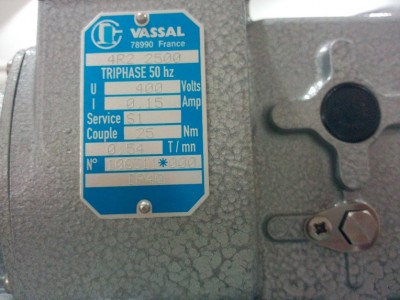 VASSAL
78990 France
4R2 2500
TRIPHASE 50 hz
U 400 Volts
I 0.15 Amp
Service S1
Couple 25 Nm
0.54 T/mn
N°